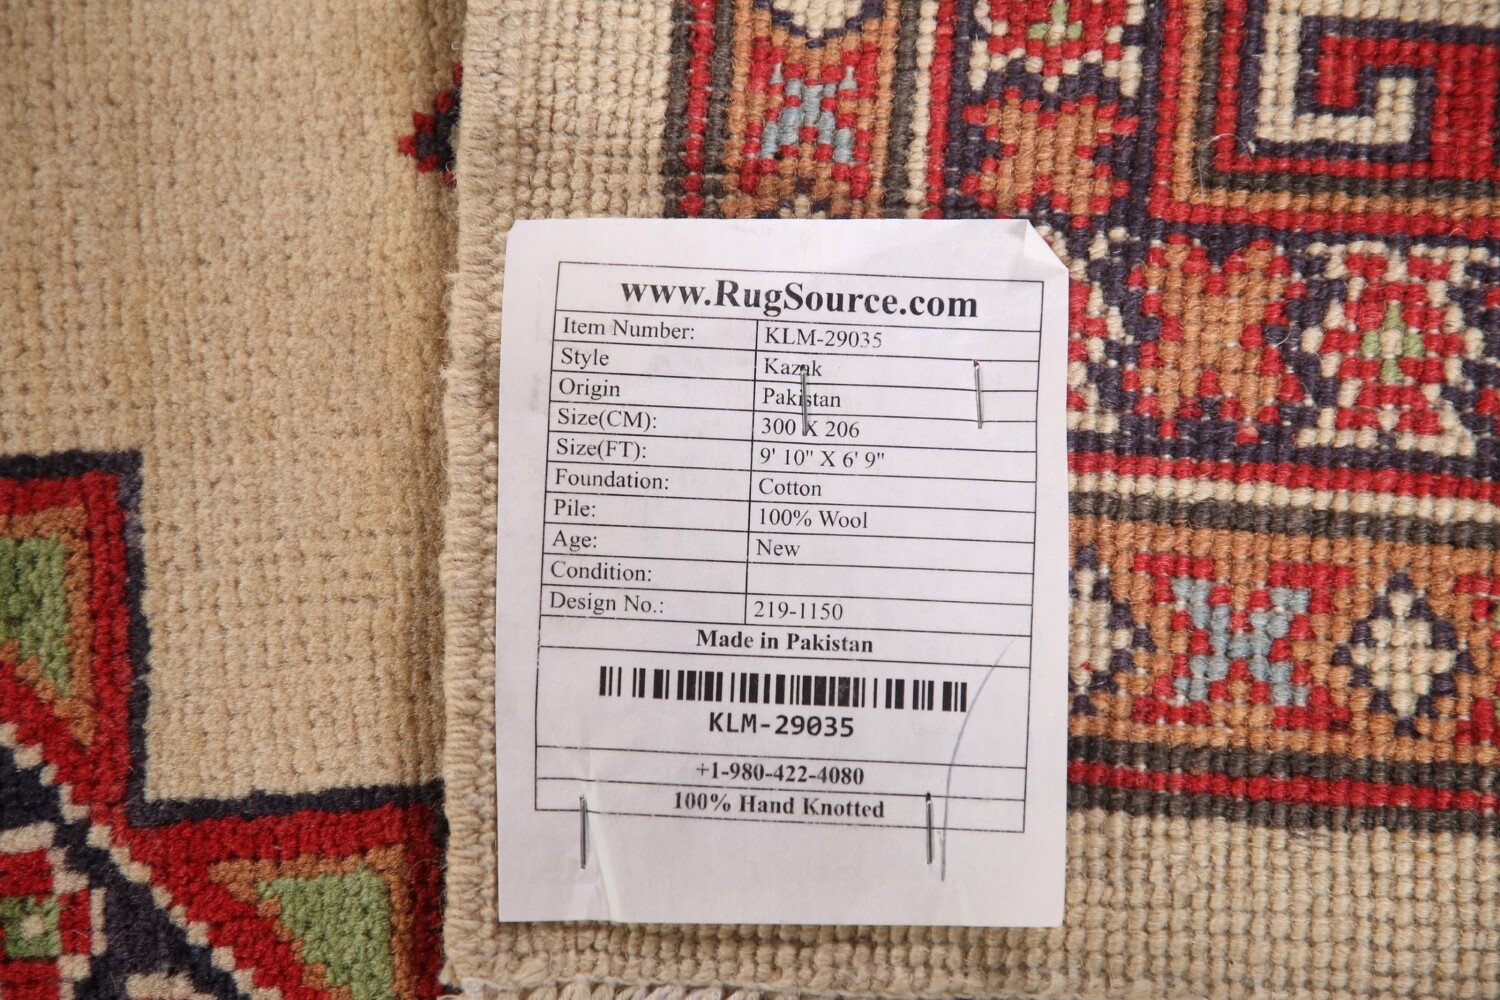 www.RugSource.com
Item Number: KLM-29035
Style Kazak
Origin Pakistan
Size(CM): 300 X 206
Size(FT): 9' 10" X 6' 9"
Foundation: Cotton
Pile: 100% Wool
Age: New
Condition:
Design No.: 219-1150
Made in Pakistan
KLM-29035
+1-980-422-4080
100% Hand Knotted